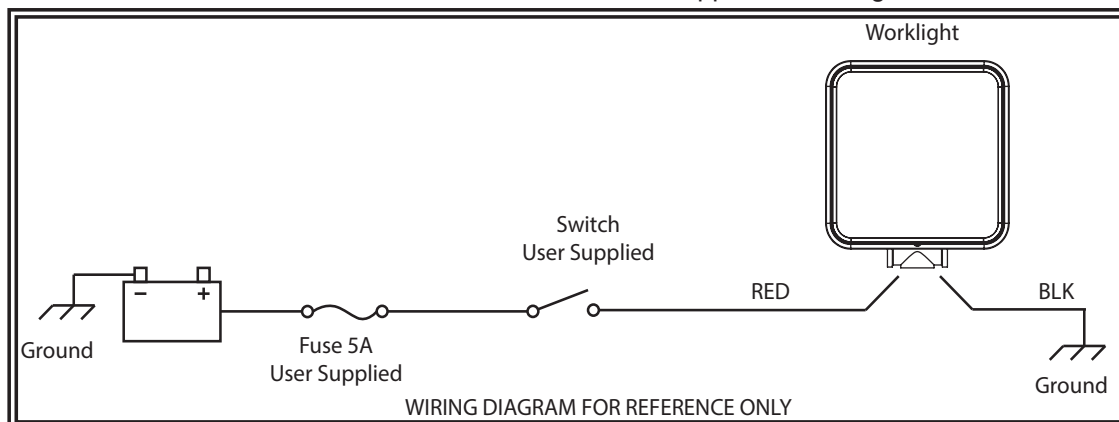 Worklight
Switch
User Supplied
RED
BLK
− +
Ground
Fuse 5A
User Supplied
Ground
WIRING DIAGRAM FOR REFERENCE ONLY